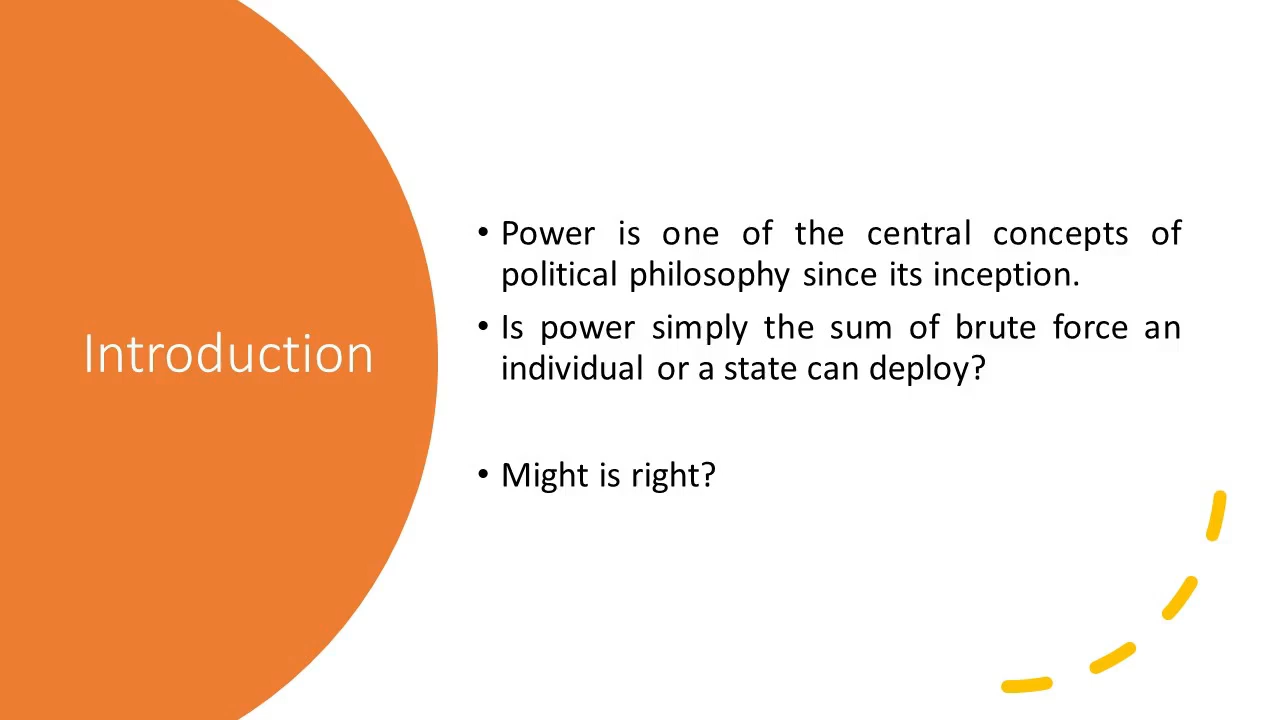 Introduction
• Power is one of the central concepts of
political philosophy since its inception.
• Is power simply the sum of brute force an
individual or a state can deploy?
• Might is right?